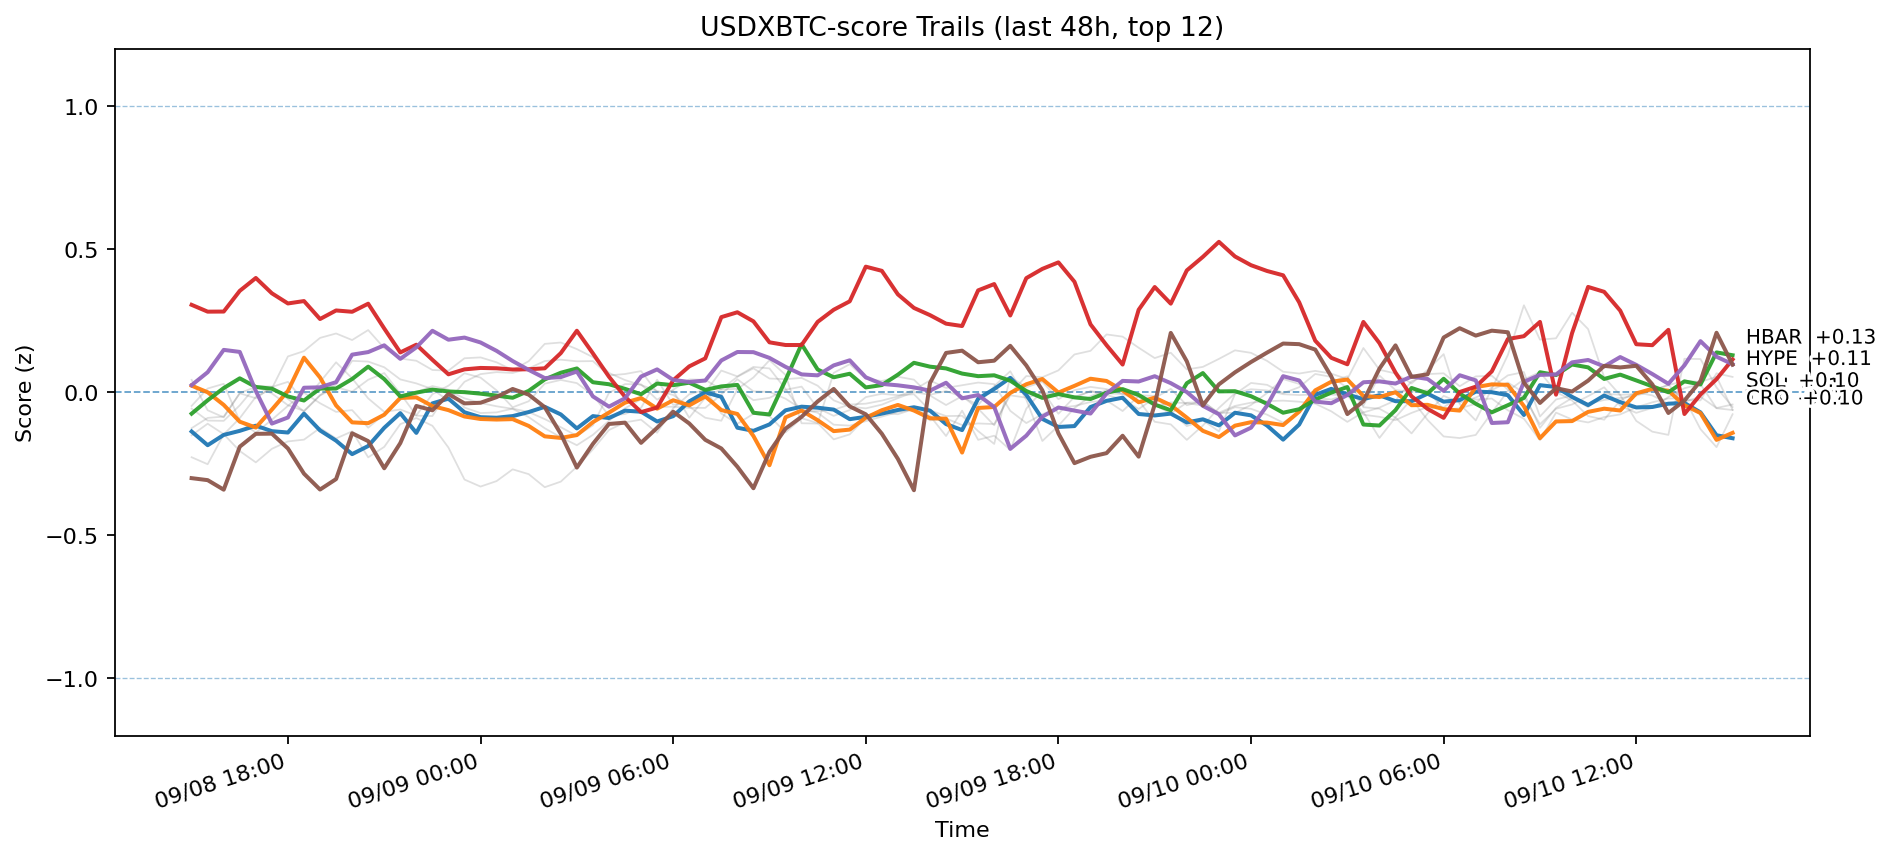 USDXBTC-score Trails (last 48h, top 12)
Score (z)
1.0
0.5
0.0
−0.5
−1.0
HBAR +0.13
HYPE +0.11
SOL +0.10
CRO +0.10
09/08 18:00
09/09 00:00
09/09 06:00
09/09 12:00
09/09 18:00
09/10 00:00
09/10 06:00
09/10 12:00
Time